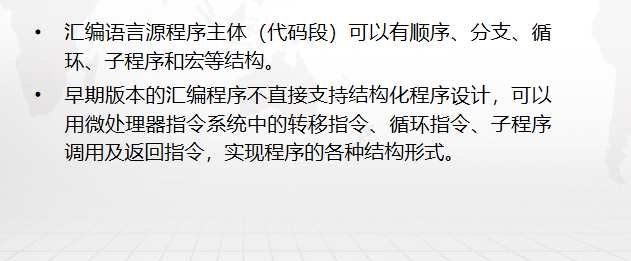 • 汇编语言源程序主体（代码段）可以有顺序、分支、循
环、子程序和宏等结构。
• 早期版本的汇编程序不直接支持结构化程序设计，可以
用微处理器指令系统中的转移指令、循环指令、子程序
调用及返回指令，实现程序的各种结构形式。